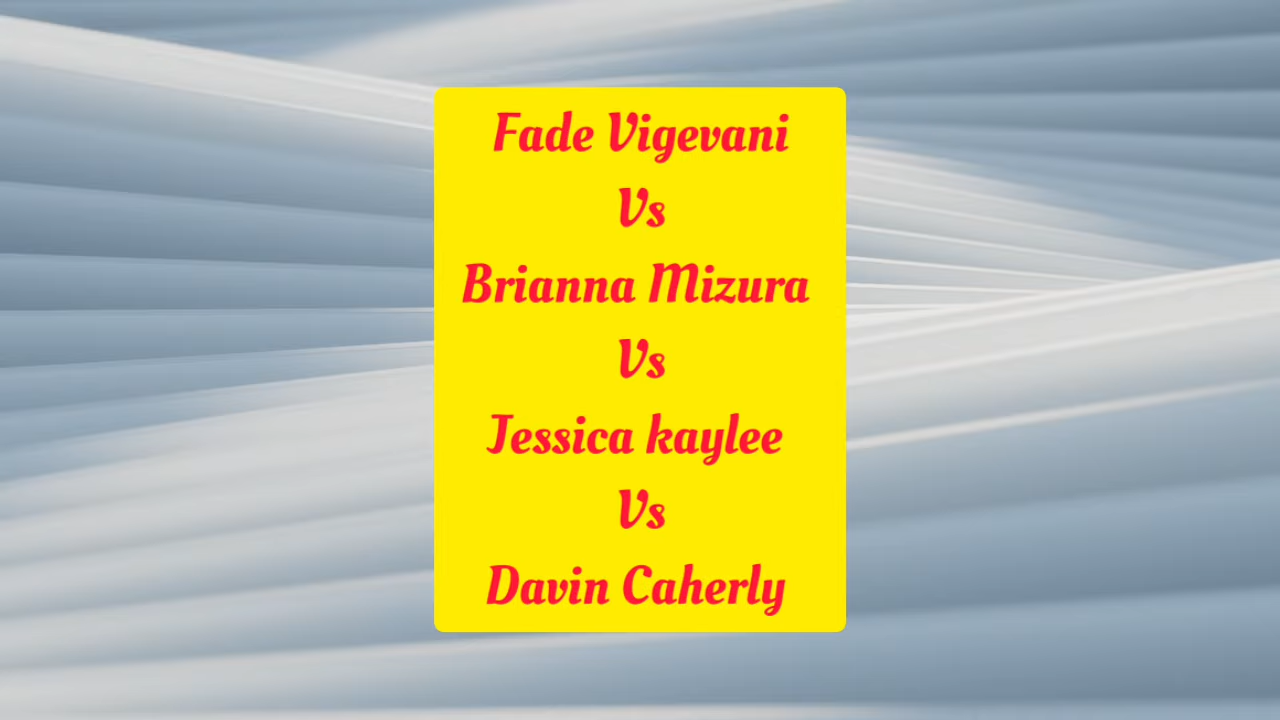 Fade Vigevani
Vs
Brianna Mizura
Vs
Jessica kaylee
Vs
Davin Caherly